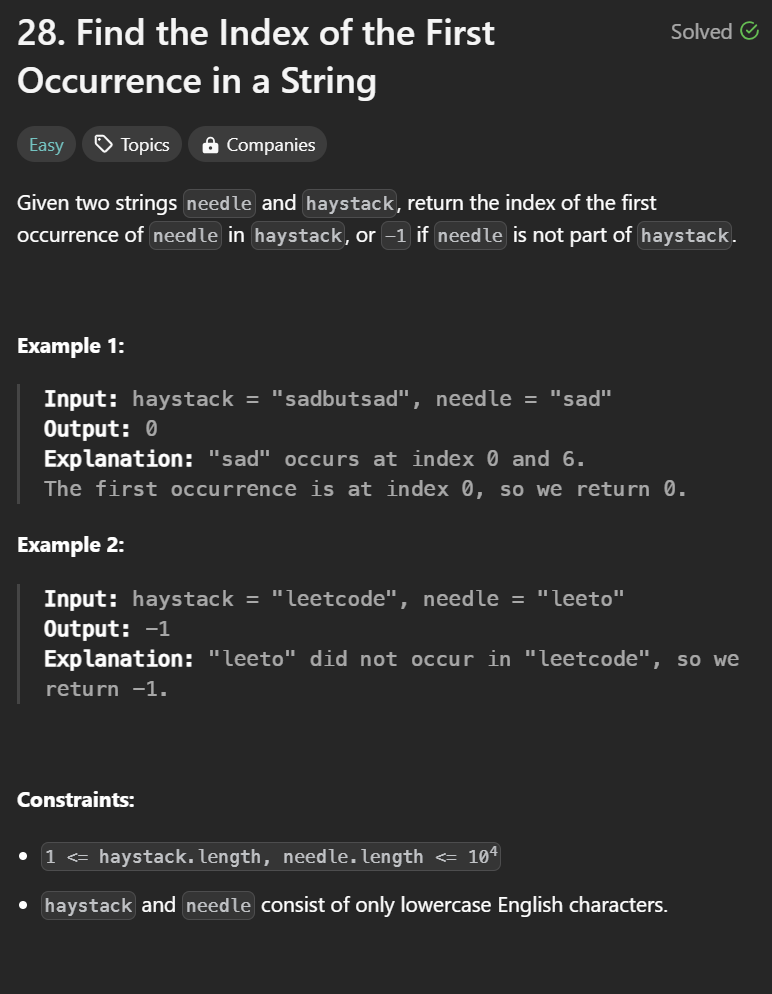 28. Find the Index of the First
Solved
Occurrence in a String
Easy
Topics
Companies
Given two strings needle and haystack, return the index of the first
occurrence of needle in haystack, or -1 if needle is not part of haystack.
Example 1:
Input: haystack = "sadbutsad", needle = "sad"
Output: 0
Explanation: "sad" occurs at index 0 and 6.
The first occurrence is at index 0, so we return 0.
Example 2:
Input: haystack = "leetcode", needle = "leeto"
Output: -1
Explanation: "leeto" did not occur in "leetcode", so we
return -1.
Constraints:
• 1 <= haystack.length, needle.length <= 10⁴
• haystack and needle consist of only lowercase English characters.